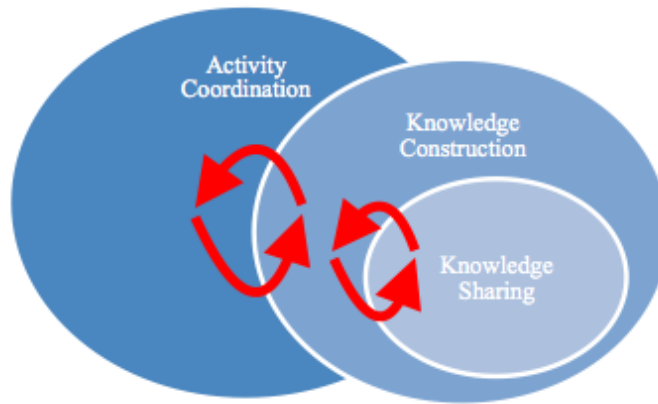 Activity
Coordination
Knowledge
Construction
Knowledge
Sharing